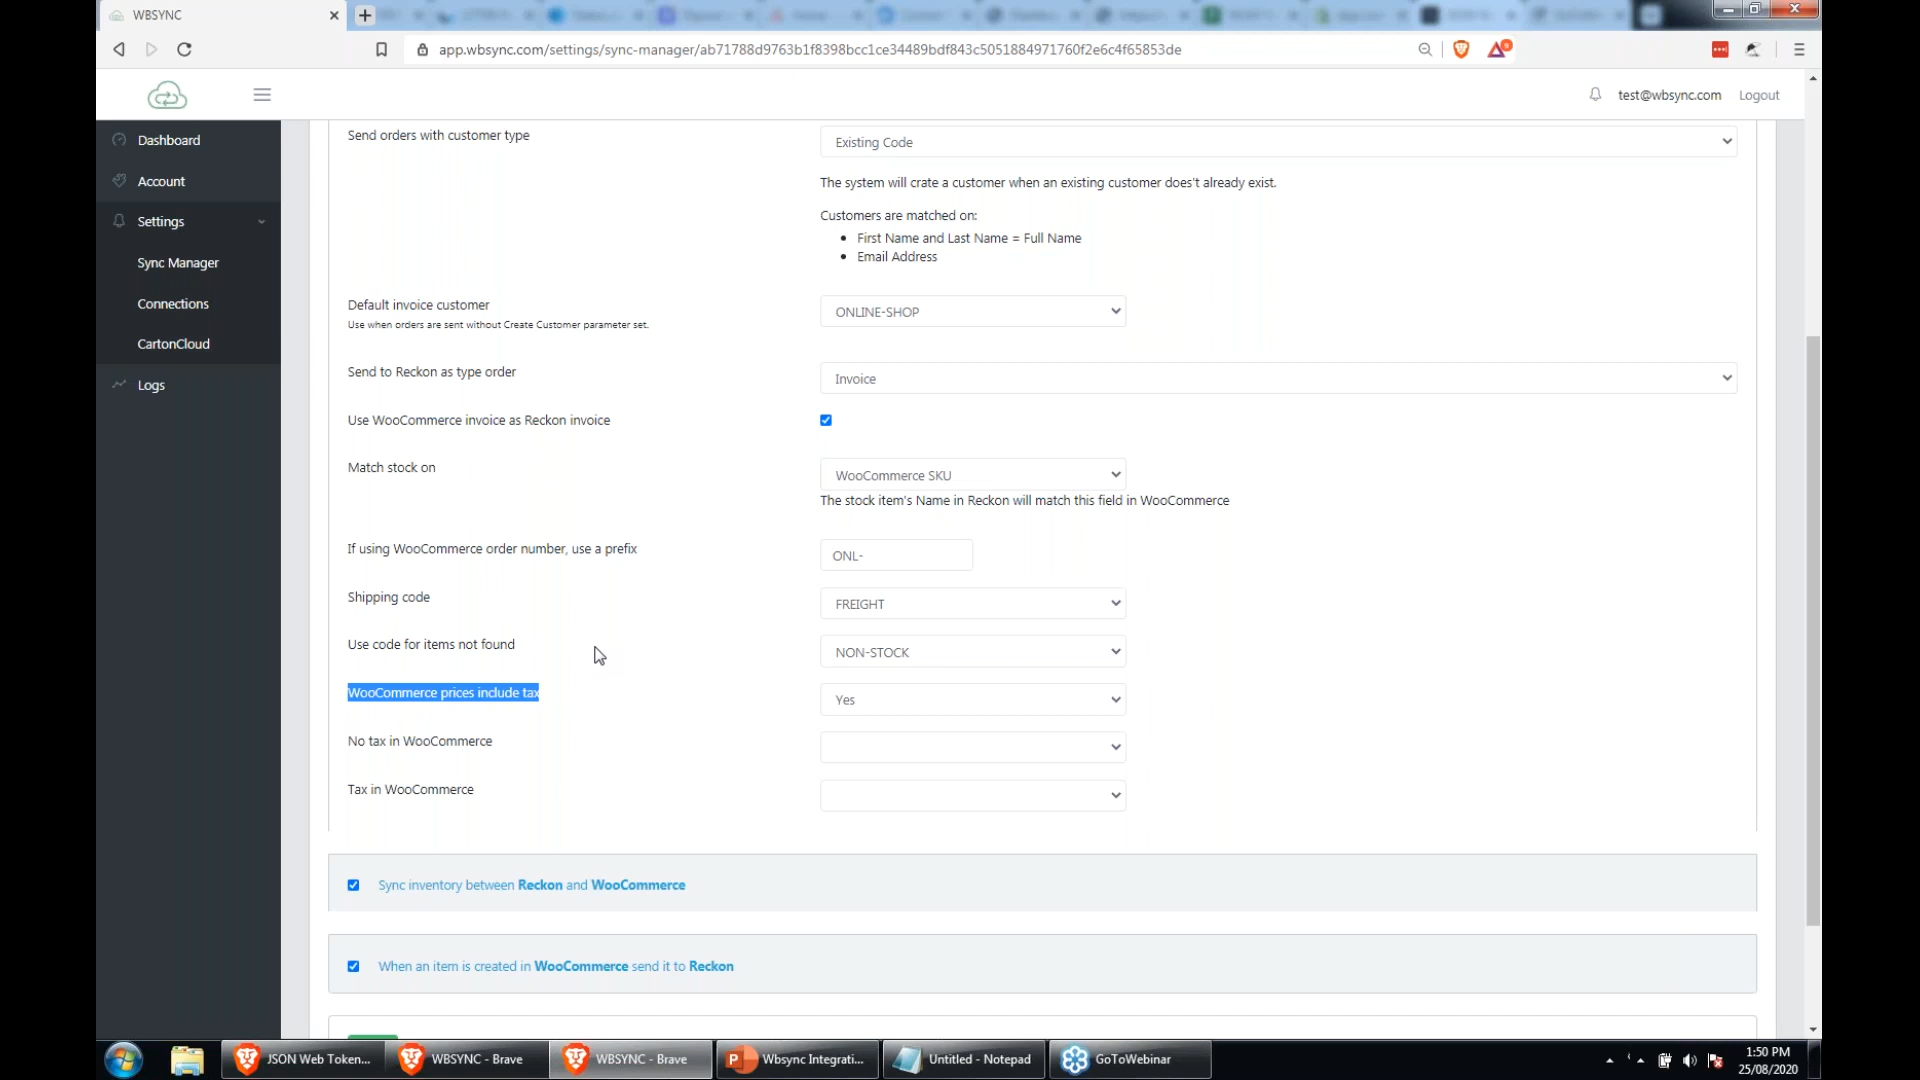 WBSYNC
app.wbsync.com/settings/sync-manager/ab71788d9763b1f8398bcc1ce34489bdf843c5051884971760f2e6c4f65853de
test@wbsync.com
Logout
Dashboard
Account
Settings
Sync Manager
Connections
CartonCloud
Logs
Send orders with customer type
Existing Code
The system will crate a customer when an existing customer does't already exist.
Customers are matched on:
First Name and Last Name = Full Name
Email Address
Default invoice customer
Use when orders are sent without Create Customer parameter set.
ONLINE-SHOP
Send to Reckon as type order
Invoice
Use WooCommerce invoice as Reckon invoice
Match stock on
WooCommerce SKU
The stock item's Name in Reckon will match this field in WooCommerce
If using WooCommerce order number, use a prefix
ONL-
Shipping code
FREIGHT
Use code for items not found
NON-STOCK
WooCommerce prices include tax
Yes
No tax in WooCommerce
Tax in WooCommerce
Sync inventory between Reckon and WooCommerce
When an item is created in WooCommerce send it to Reckon
JSON Web Token...
WBSYNC - Brave
WBSYNC - Brave
Wbsync Integrati...
Untitled - Notepad
GoToWebinar
1:50 PM
25/08/2020